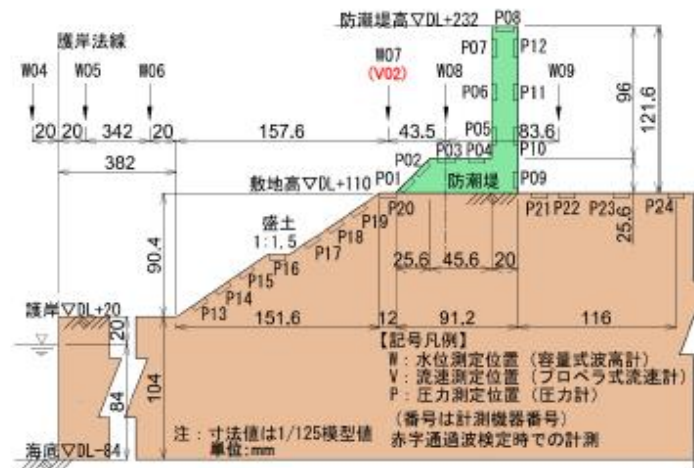 防潮堤高▽DL+232
P08
護岸法線
P07
P12
W04
W05
W06
W07
(V02)
W08
W09
P06
P11
96
121.6
20
20
342
20
157.6
43.5
83.6
P05
P10
382
P02
P03
P04
敷地高▽DL+110
P01
防潮堤
P09
P20
P21
P22
P23
P24
25.6
盛土
1:1.5
P19
P18
P17
P16
P15
P14
P13
90.4
25.6
45.6
20
護岸▽DL+20
151.6
12
91.2
116
20
104
84
【記号凡例】
W:水位測定位置(容量式波高計)
V:流速測定位置(プロペラ式流速計)
P:圧力測定位置(圧力計)
(番号は計測機器番号)
赤字通過波検定時での計測
注:寸法値は1/125模型値
単位:mm
海底▽DL-84